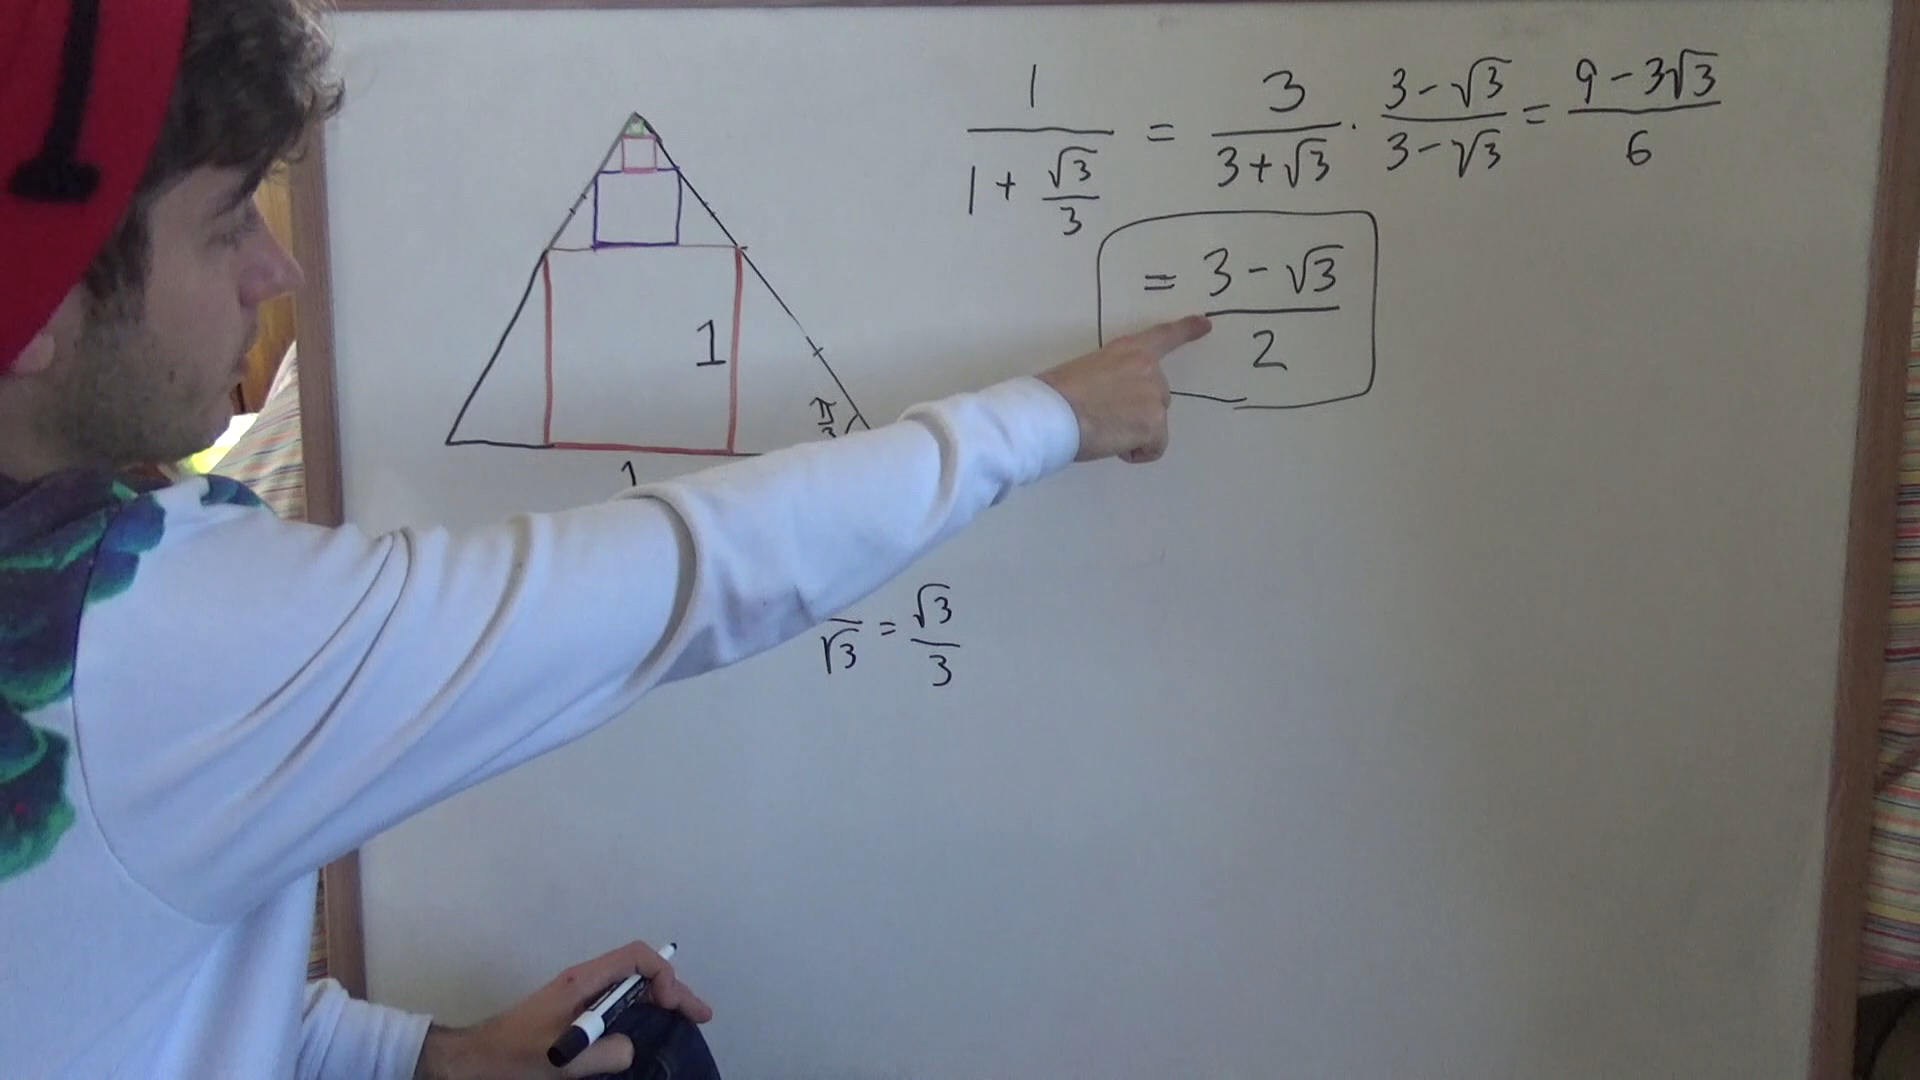 1 / (1 + √3/3) = 3/(3+√3) · (3-√3)/(3-√3) = (9-3√3)/6
= (3-√3)/2
1
π/3
1
√3 = √3/3